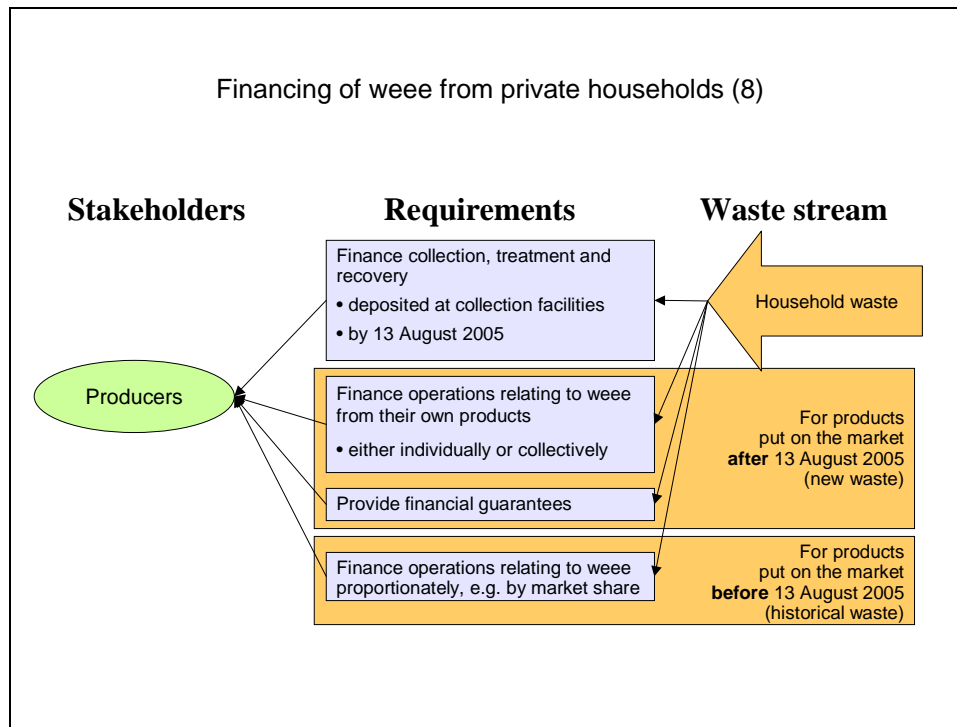 Financing of weee from private households (8)
Stakeholders
Requirements
Waste stream
Finance collection, treatment and
recovery
• deposited at collection facilities
• by 13 August 2005
Household waste
Producers
Finance operations relating to weee
from their own products
• either individually or collectively
Provide financial guarantees
For products
put on the market
after 13 August 2005
(new waste)
Finance operations relating to weee
proportionately, e.g. by market share
For products
put on the market
before 13 August 2005
(historical waste)